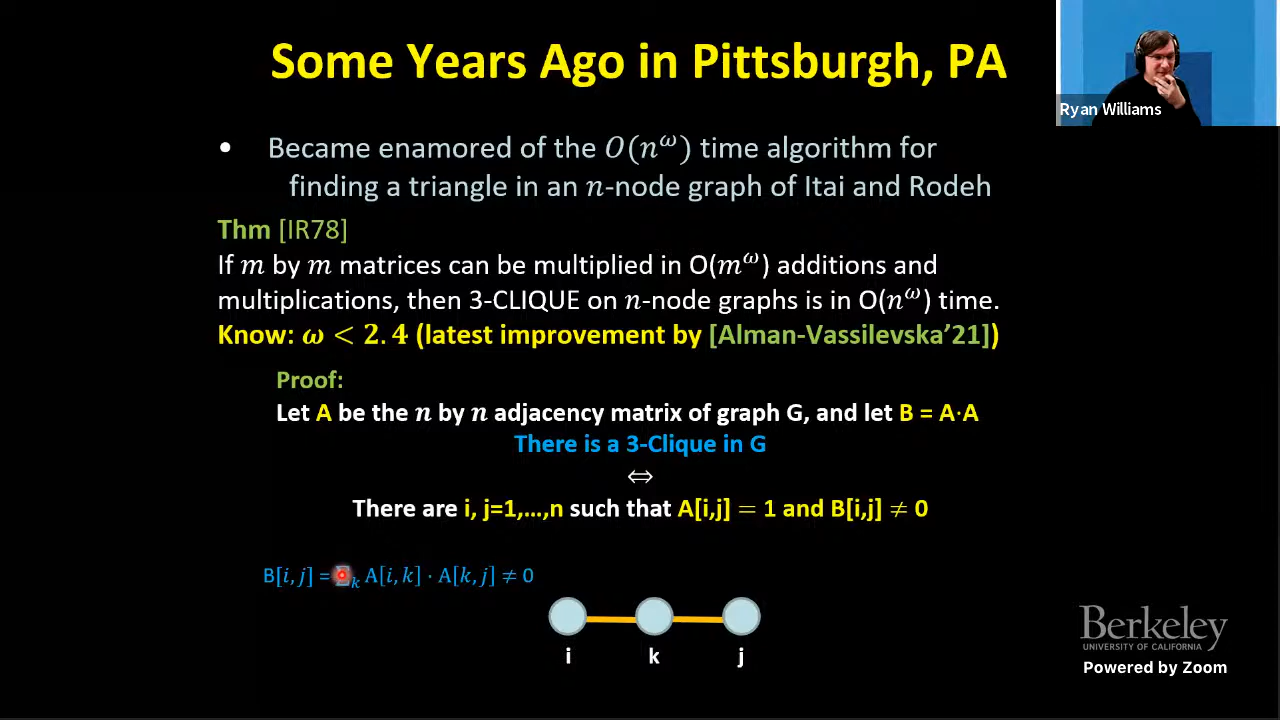 Some Years Ago in Pittsburgh, PA
Ryan Williams
• Became enamored of the 𝑂(𝑛^𝜔) time algorithm for
finding a triangle in an 𝑛-node graph of Itai and Rodeh
Thm [IR78]
If 𝑚 by 𝑚 matrices can be multiplied in O(𝑚^𝜔) additions and
multiplications, then 3-CLIQUE on 𝑛-node graphs is in O(𝑛^𝜔) time.
Know: 𝝎 < 𝟐. 𝟒 (latest improvement by [Alman-Vassilevska’21])
Proof:
Let A be the 𝒏 by 𝒏 adjacency matrix of graph G, and let B = A·A
There is a 3-Clique in G
⇔
There are i, j=1,…,n such that A[i,j] = 1 and B[i,j] ≠ 0
B[𝑖, 𝑗] = Σ_𝑘 A[𝑖, 𝑘] · A[𝑘, 𝑗] ≠ 0
i k j
Berkeley
UNIVERSITY OF CALIFORNIA
Powered by Zoom